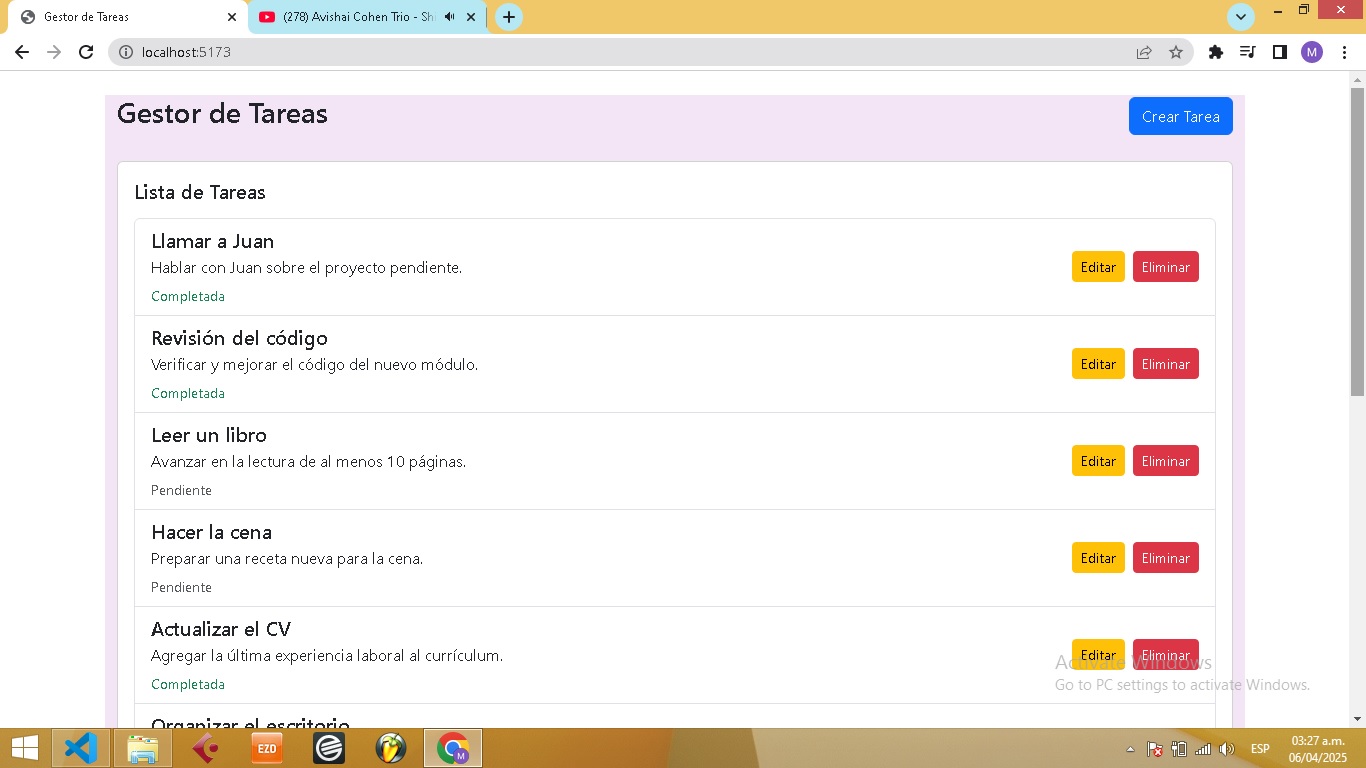 Gestor de Tareas
(278) Avishai Cohen Trio - Sh
localhost:5173
M
Gestor de Tareas
Crear Tarea
Lista de Tareas
Llamar a Juan
Hablar con Juan sobre el proyecto pendiente.
Completada
Editar
Eliminar
Revisión del código
Verificar y mejorar el código del nuevo módulo.
Completada
Editar
Eliminar
Leer un libro
Avanzar en la lectura de al menos 10 páginas.
Pendiente
Editar
Eliminar
Hacer la cena
Preparar una receta nueva para la cena.
Pendiente
Editar
Eliminar
Actualizar el CV
Agregar la última experiencia laboral al currículum.
Completada
Editar
Eliminar
Activate Windows
Go to PC settings to activate Windows.
Organizar el escritorio
EZD
M
ESP
03:27 a.m.
06/04/2025